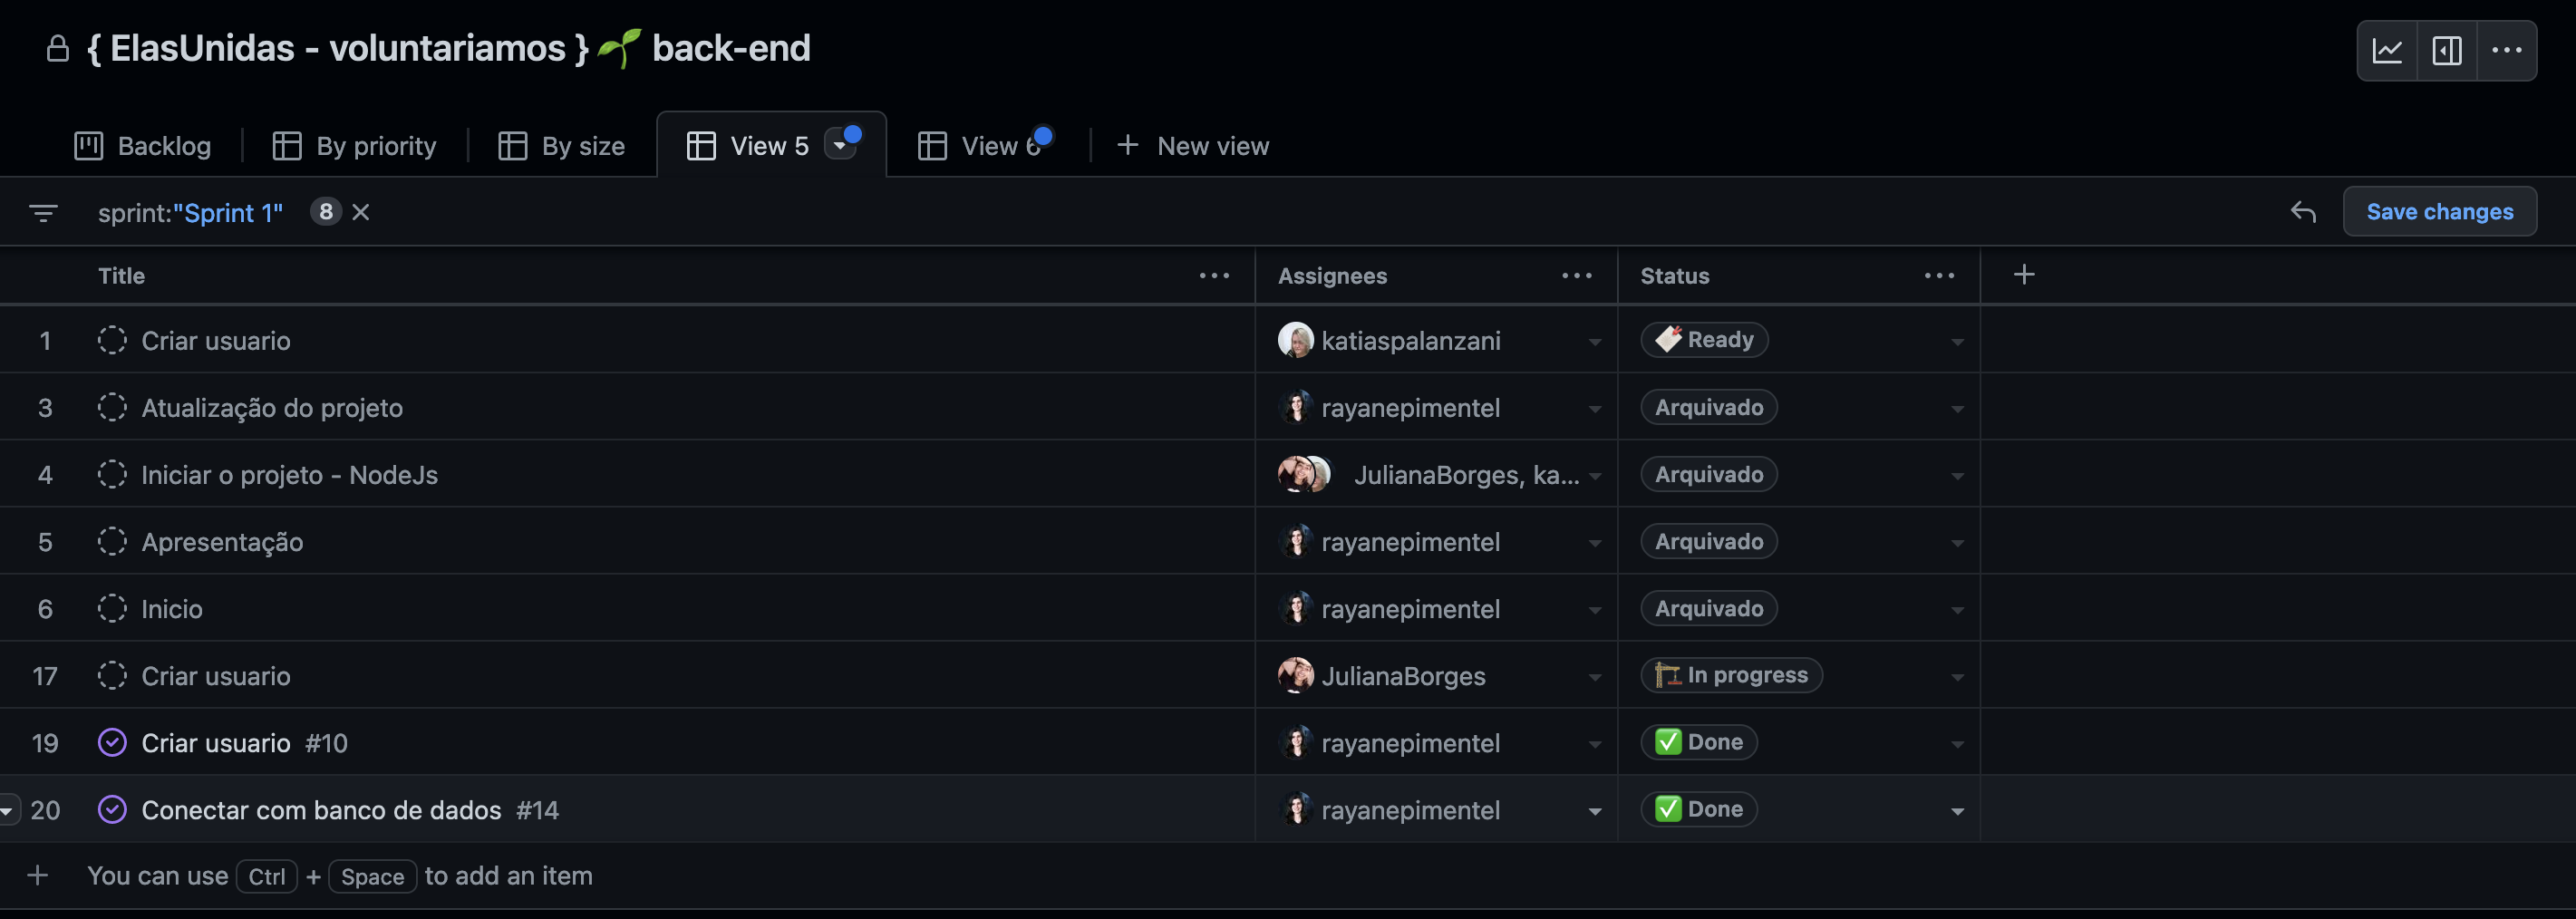 { ElasUnidas - voluntariamos }🌱 back-end
Backlog By priority By size View 5 View 6 New view
sprint:"Sprint 1" 8 Save changes
Title Assignees Status
1 Criar usuario katiaspalanzani Ready
3 Atualização do projeto rayanepimentel Arquivado
4 Iniciar o projeto - NodeJs JulianaBorges, ka... Arquivado
5 Apresentação rayanepimentel Arquivado
6 Inicio rayanepimentel Arquivado
17 Criar usuario JulianaBorges In progress
19 Criar usuario #10 rayanepimentel Done
20 Conectar com banco de dados #14 rayanepimentel Done
You can use Ctrl + Space to add an item